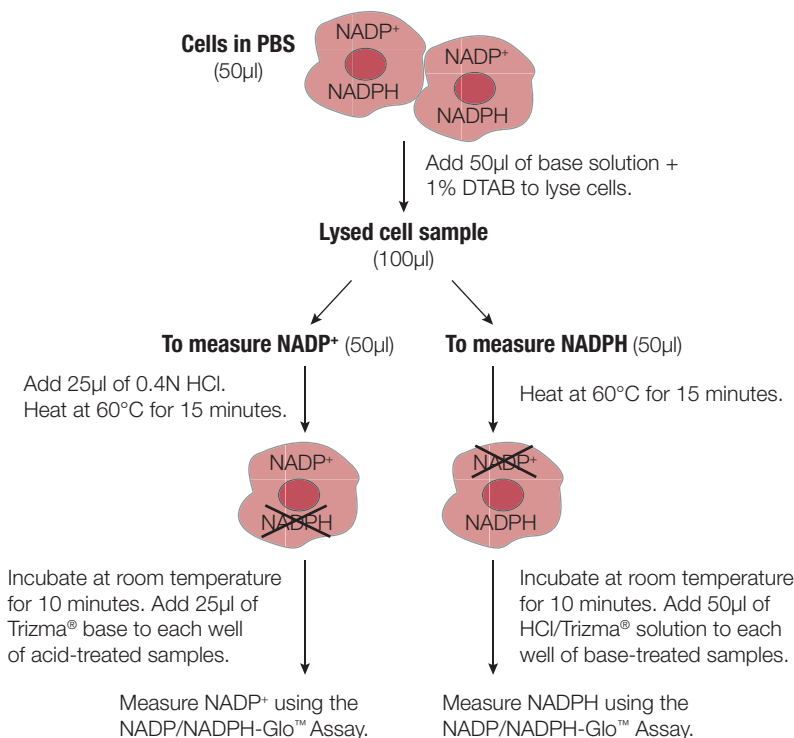 Cells in PBS
(50µl)
NADP⁺
NADPH
NADP⁺
NADPH
Add 50µl of base solution +
1% DTAB to lyse cells.
Lysed cell sample
(100µl)
To measure NADP⁺ (50µl)
Add 25µl of 0.4N HCl.
Heat at 60°C for 15 minutes.
NADP⁺
NADPH
Incubate at room temperature
for 10 minutes. Add 25µl of
Trizma® base to each well
of acid-treated samples.
Measure NADP⁺ using the
NADP/NADPH-Glo™ Assay.
To measure NADPH (50µl)
Heat at 60°C for 15 minutes.
NADP⁺
NADPH
Incubate at room temperature
for 10 minutes. Add 50µl of
HCl/Trizma® solution to each
well of base-treated samples.
Measure NADPH using the
NADP/NADPH-Glo™ Assay.